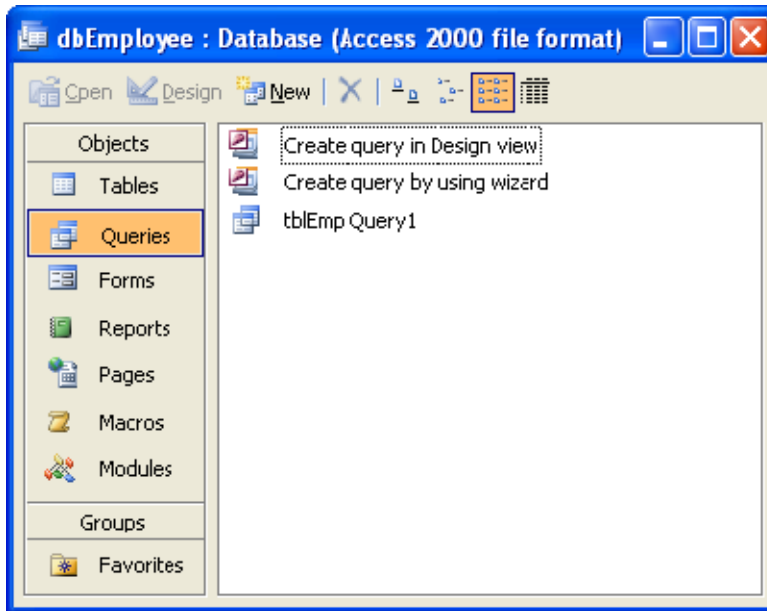 dbEmployee : Database (Access 2000 file format)
Open Design New
Objects
Tables
Queries
Forms
Reports
Pages
Macros
Modules
Groups
Favorites
Create query in Design view
Create query by using wizard
tblEmp Query1